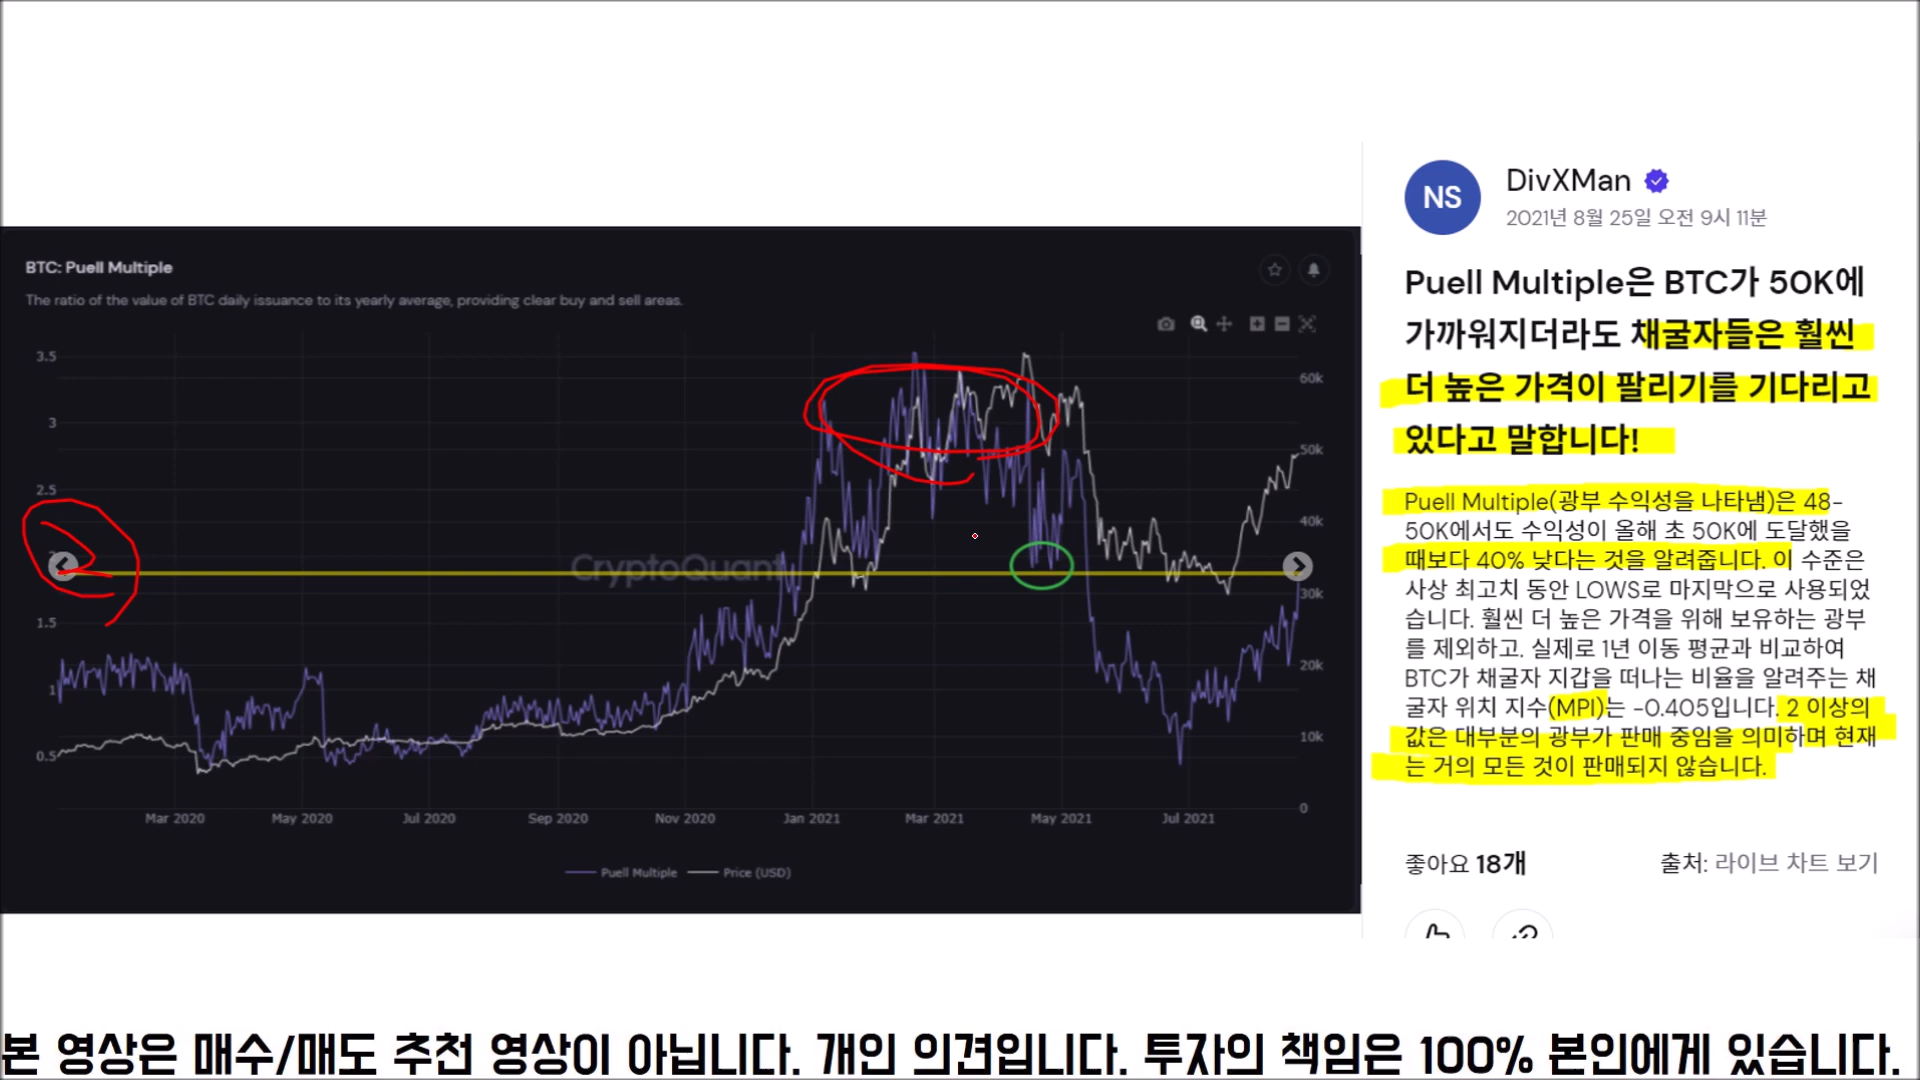 BTC: Puell Multiple
The ratio of the value of BTC daily issuance to its yearly average, providing clear buy and sell areas.
3.5
3
2.5
2
1.5
1
0.5
60k
50k
40k
30k
20k
10k
0
CryptoQuant
Mar 2020
May 2020
Jul 2020
Sep 2020
Nov 2020
Jan 2021
Mar 2021
May 2021
Jul 2021
Puell Multiple
Price (USD)
NS
DivXMan
2021년 8월 25일 오전 9시 11분
Puell Multiple은 BTC가 50K에
가까워지더라도 채굴자들은 훨씬
더 높은 가격이 팔리기를 기다리고
있다고 말합니다!
Puell Multiple(광부 수익성을 나타냄)은 48-
50K에서도 수익성이 올해 초 50K에 도달했을
때보다 40% 낮다는 것을 알려줍니다. 이 수준은
사상 최고치 동안 LOWS로 마지막으로 사용되었
습니다. 훨씬 더 높은 가격을 위해 보유하는 광부
를 제외하고. 실제로 1년 이동 평균과 비교하여
BTC가 채굴자 지갑을 떠나는 비율을 알려주는 채
굴자 위치 지수(MPI)는 -0.405입니다. 2 이상의
값은 대부분의 광부가 판매 중임을 의미하며 현재
는 거의 모든 것이 판매되지 않습니다.
좋아요 18개
출처: 라이브 차트 보기
본 영상은 매수/매도 추천 영상이 아닙니다. 개인 의견입니다. 투자의 책임은 100% 본인에게 있습니다.